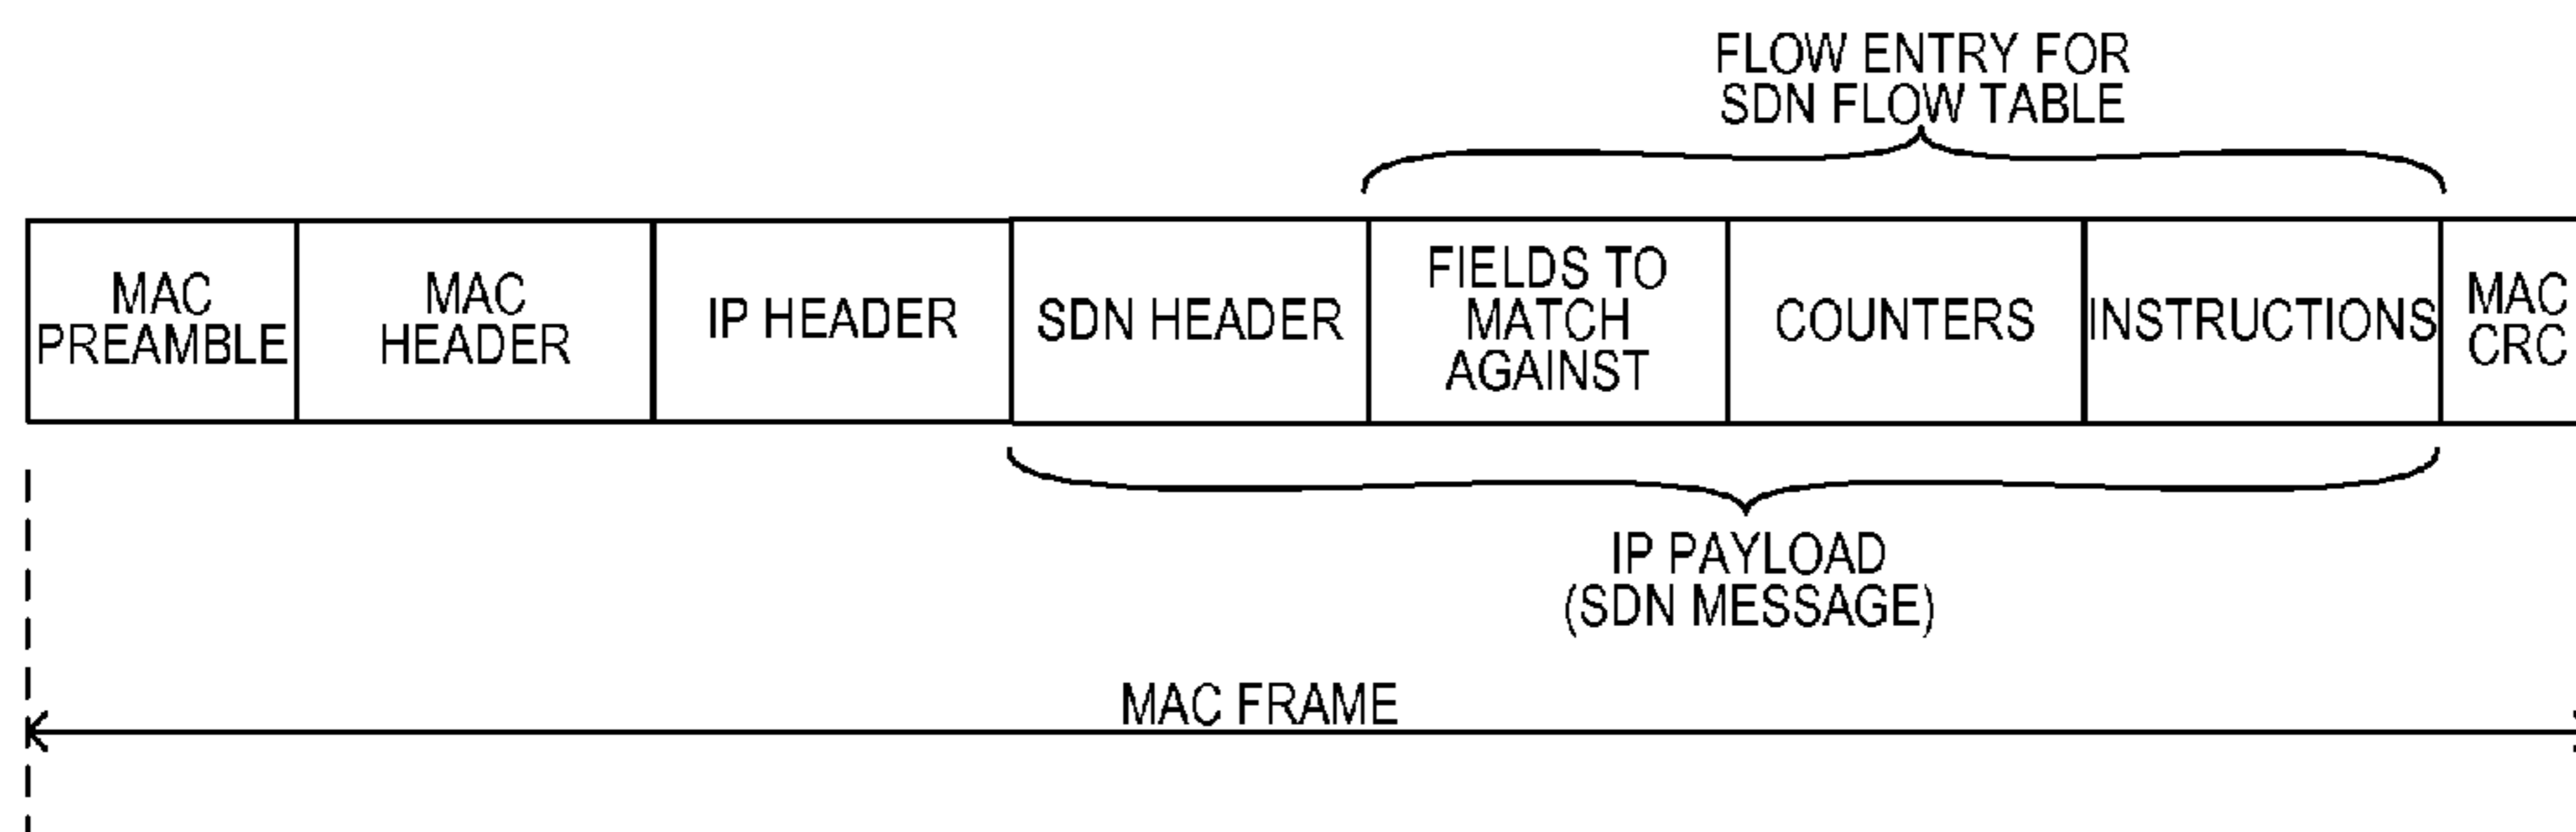 FLOW ENTRY FOR
SDN FLOW TABLE
MAC
PREAMBLE
MAC
HEADER
IP HEADER
SDN HEADER
FIELDS TO
MATCH
AGAINST
COUNTERS
INSTRUCTIONS
MAC
CRC
IP PAYLOAD
(SDN MESSAGE)
MAC FRAME